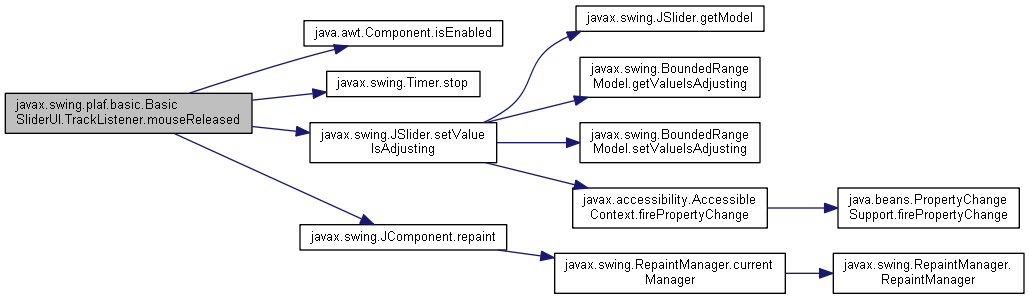 javax.swing.plaf.basic.Basic
SliderUI.TrackListener.mouseReleased
java.awt.Component.isEnabled
javax.swing.Timer.stop
javax.swing.JSlider.setValue
IsAdjusting
javax.swing.JComponent.repaint
javax.swing.JSlider.getModel
javax.swing.BoundedRange
Model.getValueIsAdjusting
javax.swing.BoundedRange
Model.setValueIsAdjusting
javax.accessibility.Accessible
Context.firePropertyChange
javax.swing.RepaintManager.current
Manager
java.beans.PropertyChange
Support.firePropertyChange
javax.swing.RepaintManager.
RepaintManager